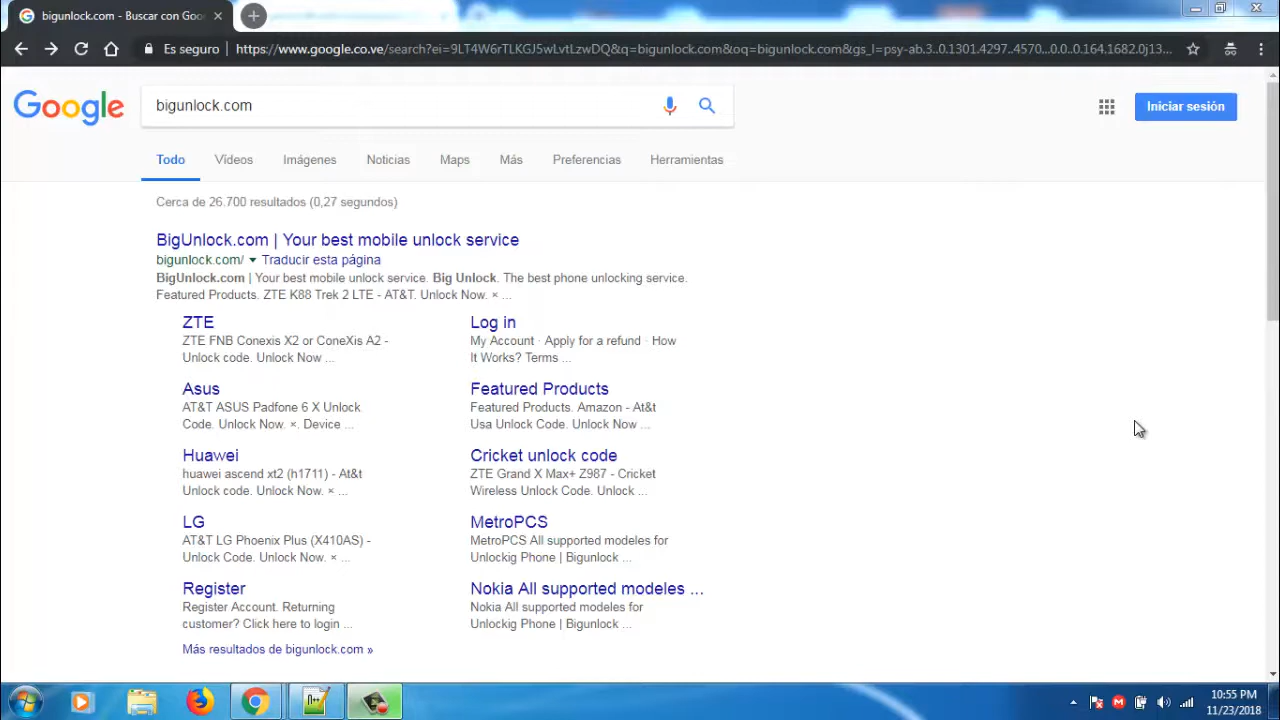 bigunlock.com - Buscar con Goo
Es seguro
https://www.google.co.ve/search?ei=9LT4W6rTLKGJ5wLvtLzwDQ&q=bigunlock.com&oq=bigunlock.com&gs_l=psy-ab.3..0.1301.4297..4570...0.0..0.164.1682.0j13...
Google
bigunlock.com
Iniciar sesión
Todo Vídeos Imágenes Noticias Maps Más Preferencias Herramientas
Cerca de 26.700 resultados (0,27 segundos)
BigUnlock.com | Your best mobile unlock service
bigunlock.com/ Traducir esta página
BigUnlock.com | Your best mobile unlock service. Big Unlock. The best phone unlocking service.
Featured Products. ZTE K88 Trek 2 LTE - AT&T. Unlock Now. × ...
ZTE
ZTE FNB Conexis X2 or ConeXis A2 -
Unlock code. Unlock Now ...
Log in
My Account · Apply for a refund · How
It Works? Terms ...
Asus
AT&T ASUS Padfone 6 X Unlock
Code. Unlock Now. ×. Device ...
Featured Products
Featured Products. Amazon - At&t
Usa Unlock Code. Unlock Now ...
Huawei
huawei ascend xt2 (h1711) - At&t
Unlock code. Unlock Now. × ...
Cricket unlock code
ZTE Grand X Max+ Z987 - Cricket
Wireless Unlock Code. Unlock ...
LG
AT&T LG Phoenix Plus (X410AS) -
Unlock Code. Unlock Now. × ...
MetroPCS
MetroPCS All supported modeles for
Unlockig Phone | Bigunlock ...
Register
Register Account. Returning
customer? Click here to login ...
Nokia All supported modeles ...
Nokia All supported modeles for
Unlockig Phone | Bigunlock ...
Más resultados de bigunlock.com »
10:55 PM
11/23/2018